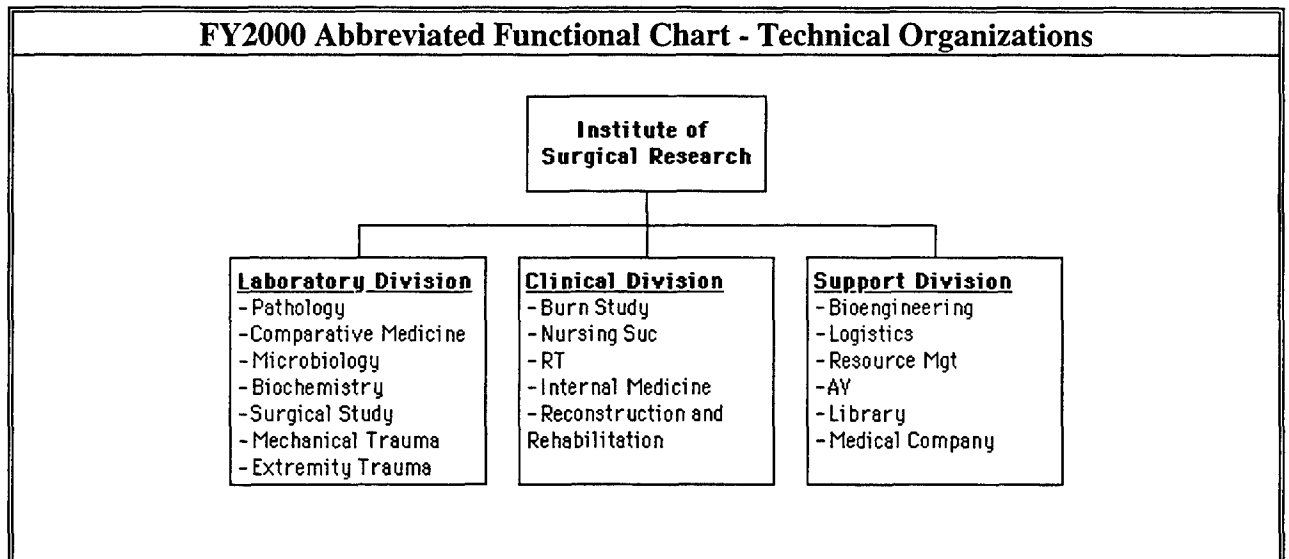 FY2000 Abbreviated Functional Chart - Technical Organizations
Institute of
Surgical Research
Laboratory Division
-Pathology
-Comparative Medicine
-Microbiology
-Biochemistry
-Surgical Study
-Mechanical Trauma
-Extremity Trauma
Clinical Division
-Burn Study
-Nursing Suc
-RT
-Internal Medicine
-Reconstruction and
Rehabilitation
Support Division
-Bioengineering
-Logistics
-Resource Mgt
-AV
-Library
-Medical Company